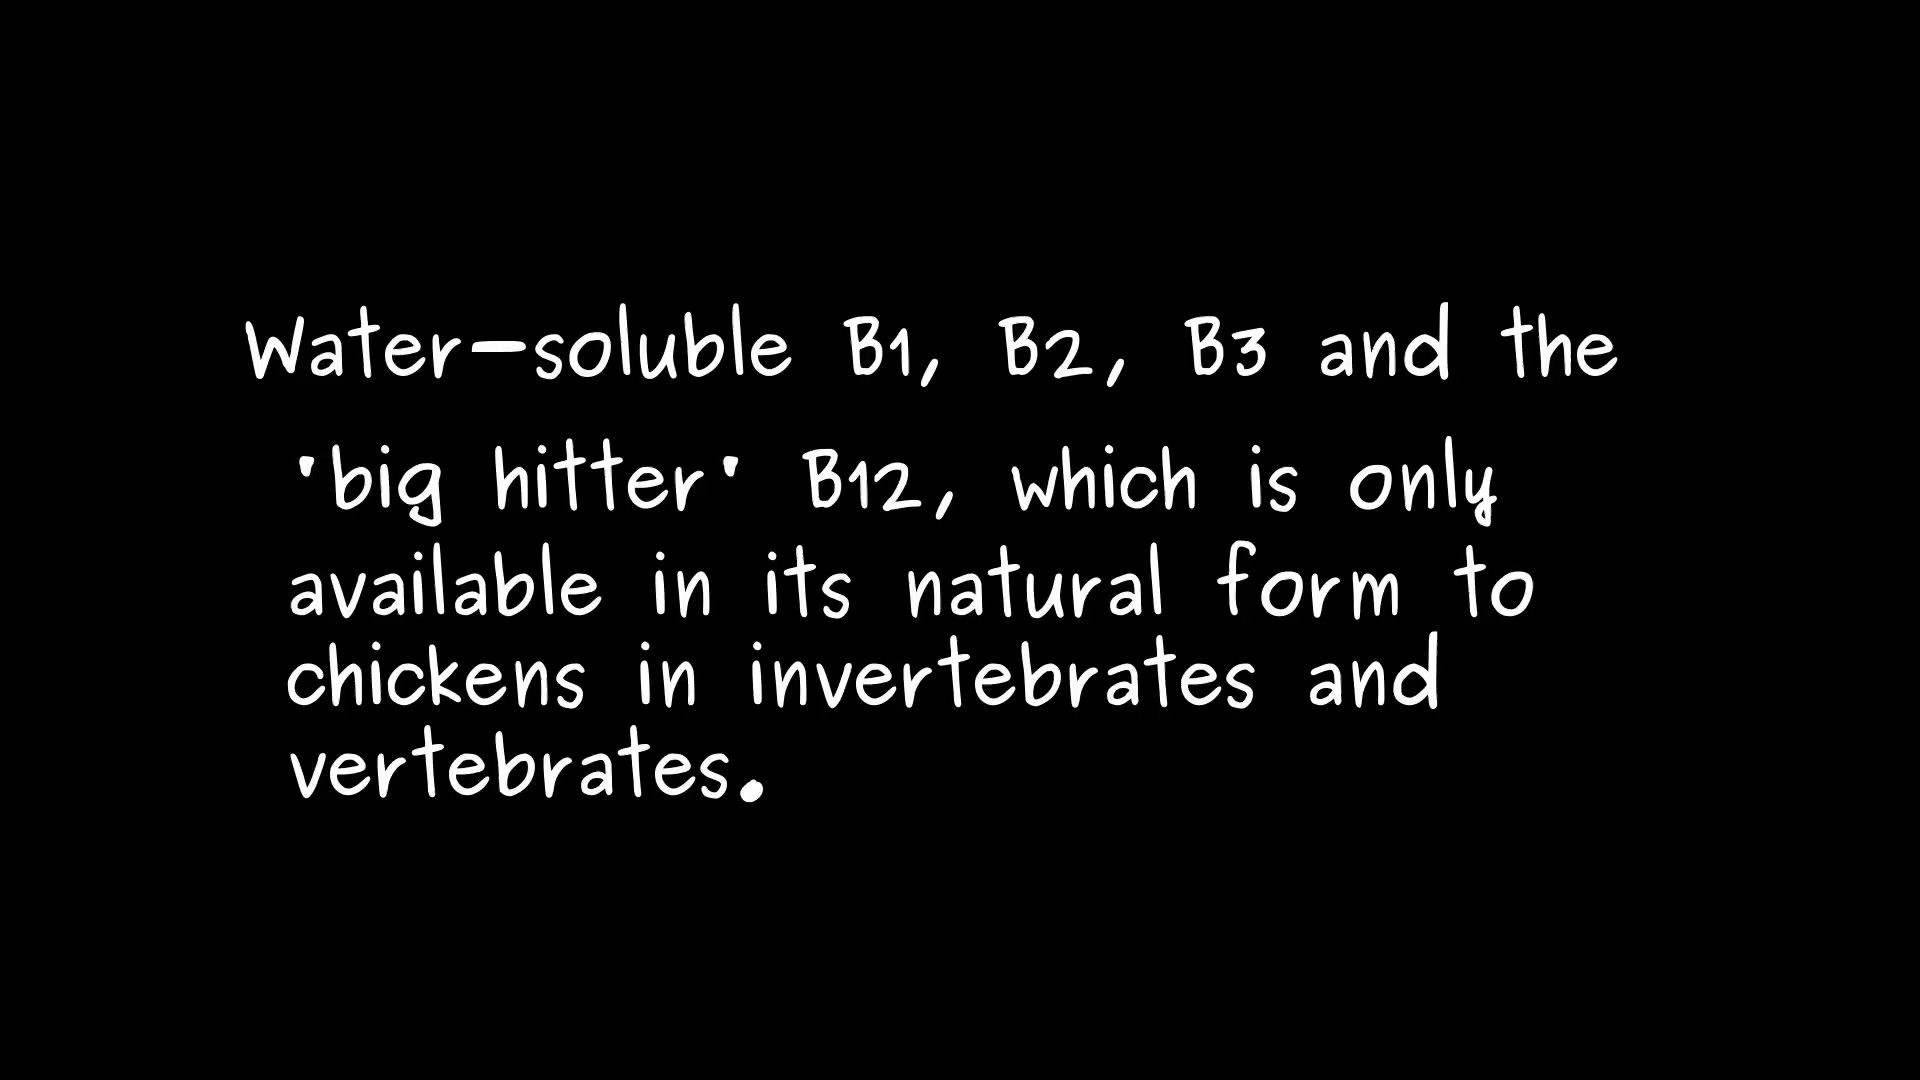 Water-soluble B1, B2, B3 and the
'big hitter' B12, which is only
available in its natural form to
chickens in invertebrates and
vertebrates.